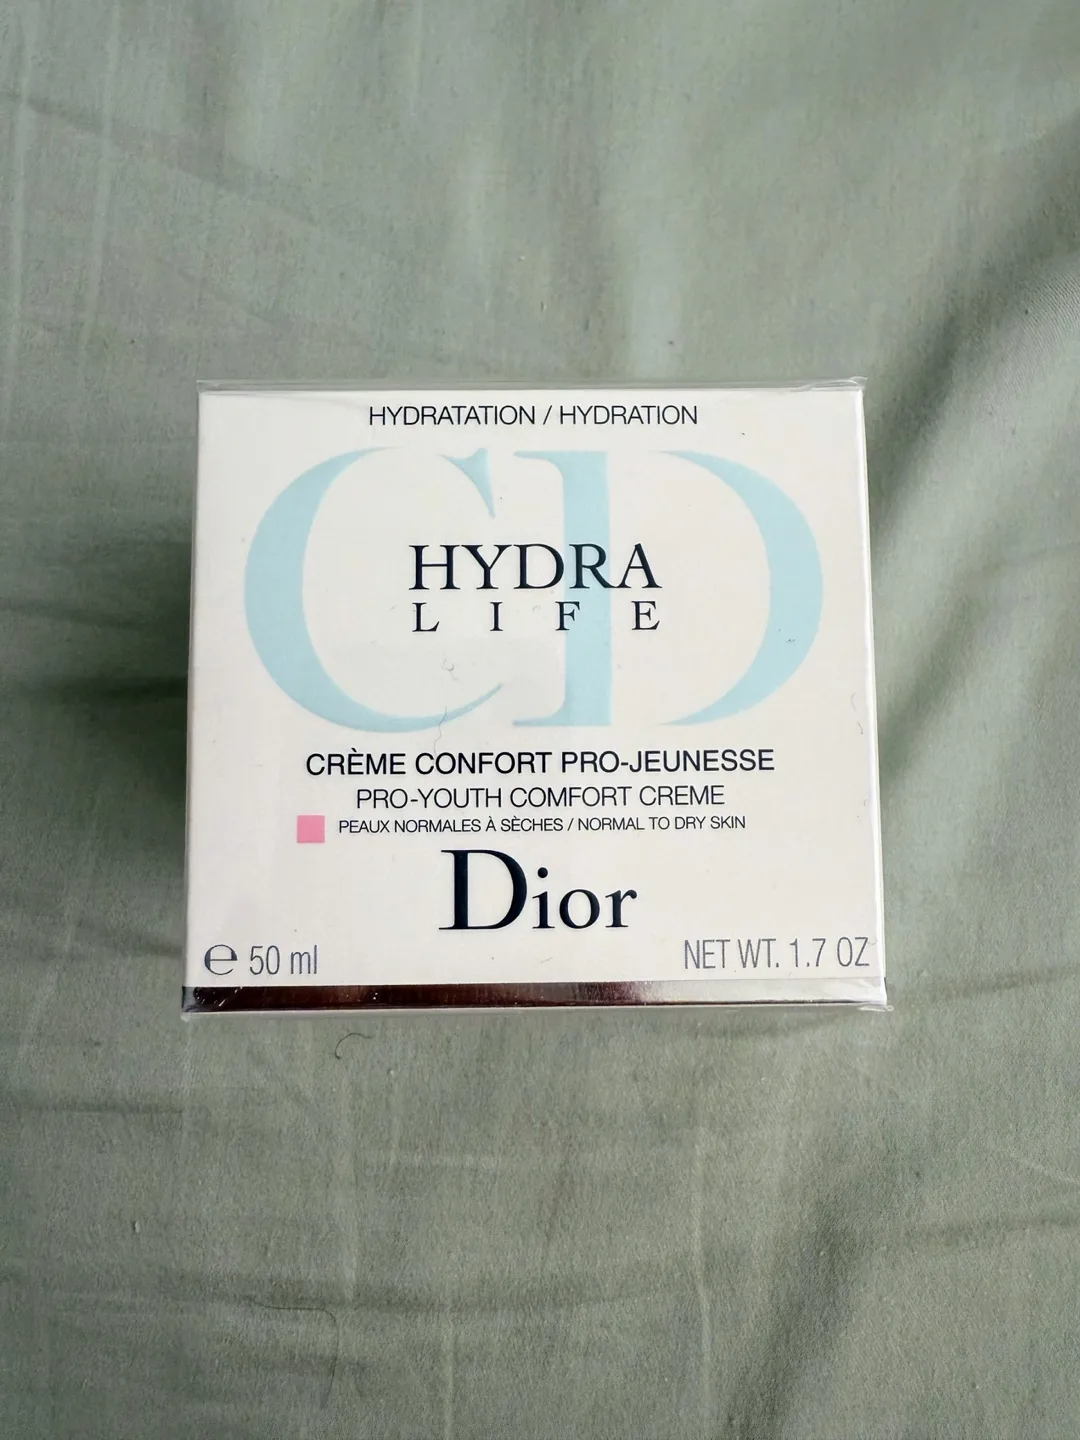 HYDRATATION / HYDRATION
CD
HYDRA
LIFE
CRÈME CONFORT PRO-JEUNESSE
PRO-YOUTH COMFORT CREME
PEAUX NORMALES À SÈCHES / NORMAL TO DRY SKIN
Dior
℮ 50 ml NET WT. 1.7 OZ